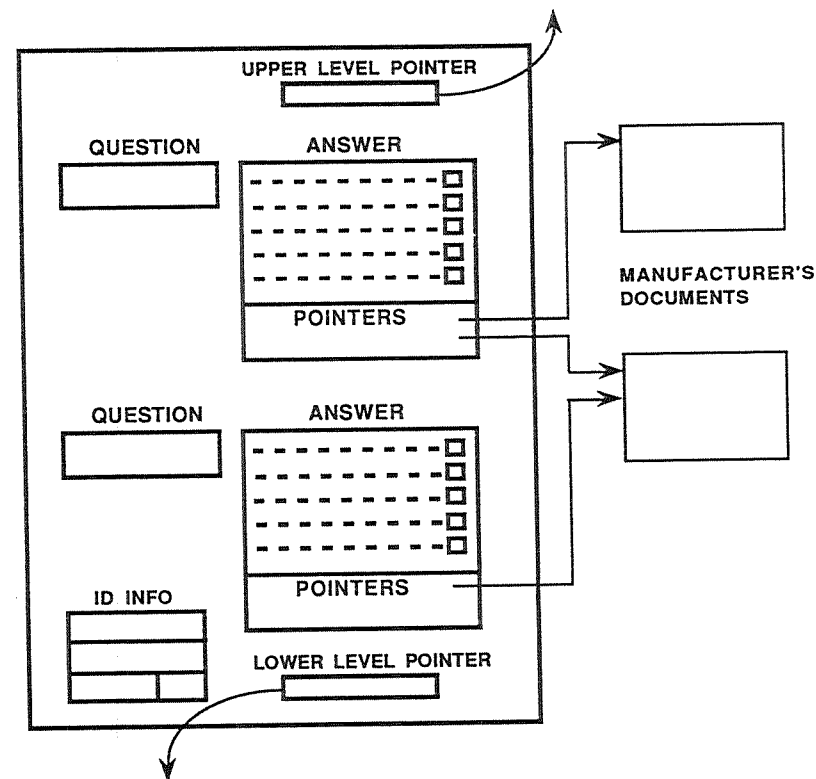 UPPER LEVEL POINTER
QUESTION
ANSWER
POINTERS
MANUFACTURER'S
DOCUMENTS
QUESTION
ANSWER
POINTERS
ID INFO
LOWER LEVEL POINTER